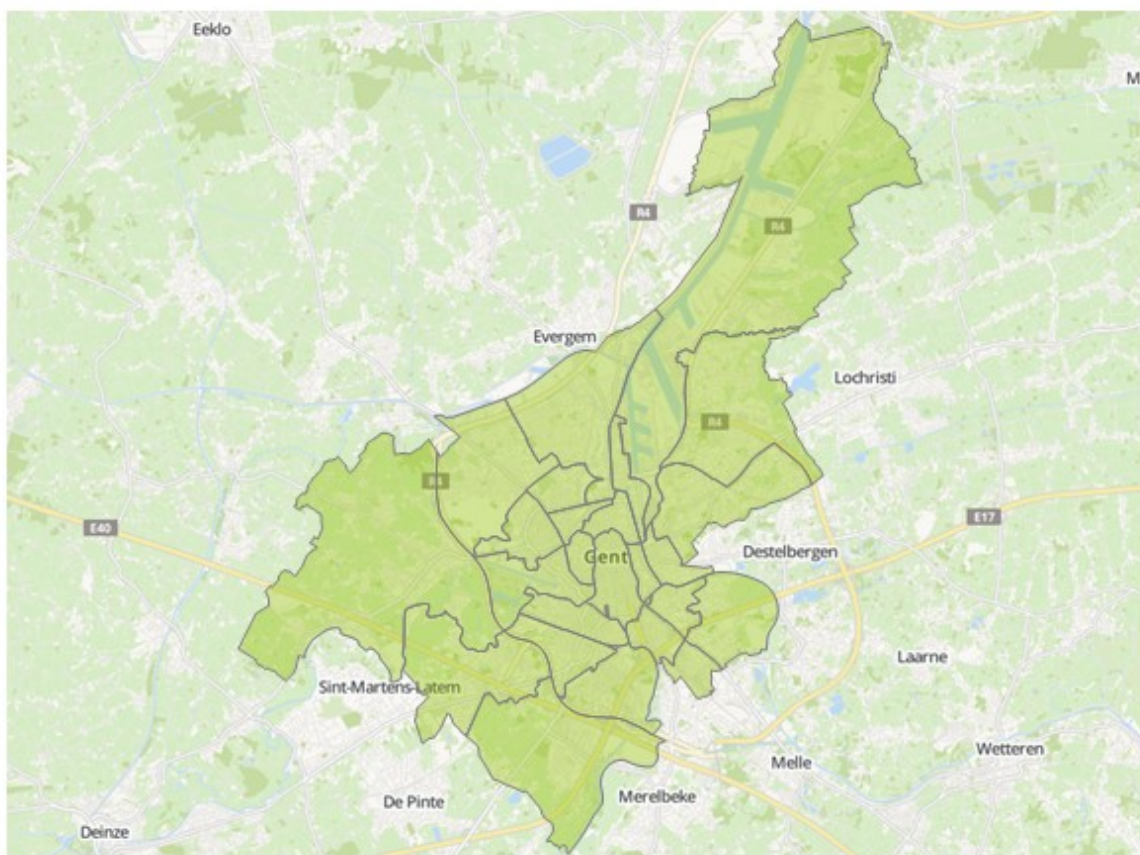 Eeklo
M
R4
R4
Evergem
Lochristi
R4
R4
E40
E17
Gent
Destelbergen
Laarne
Sint-Martens-Latem
Wetteren
Melle
De Pinte
Merelbeke
Deinze